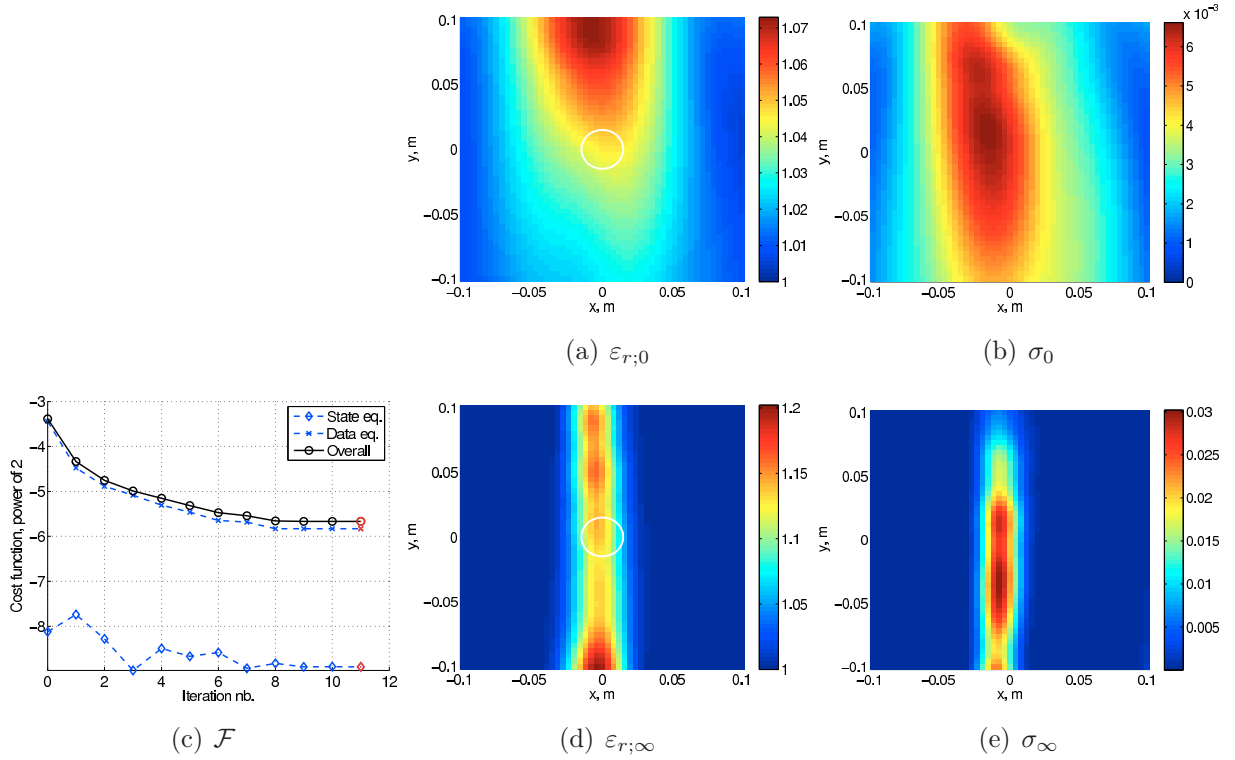 0.1
0.05
0
−0.05
−0.1
y, m
−0.1 −0.05 0 0.05 0.1
x, m
1.07
1.06
1.05
1.04
1.03
1.02
1.01
1
(a) εr;0
x 10−3
0.1
0.05
0
−0.05
−0.1
y, m
−0.1 −0.05 0 0.05 0.1
x, m
6
5
4
3
2
1
0
(b) σ0
−3
−4
−5
−6
−7
−8
Cost function, power of 2
0 2 4 6 8 10 12
Iteration nb.
State eq.
Data eq.
Overall
(c) F
0.1
0.05
0
−0.05
−0.1
y, m
−0.1 −0.05 0 0.05 0.1
x, m
1.2
1.15
1.1
1.05
1
(d) εr;∞
0.1
0.05
0
−0.05
−0.1
y, m
−0.1 −0.05 0 0.05 0.1
x, m
0.03
0.025
0.02
0.015
0.01
0.005
(e) σ∞